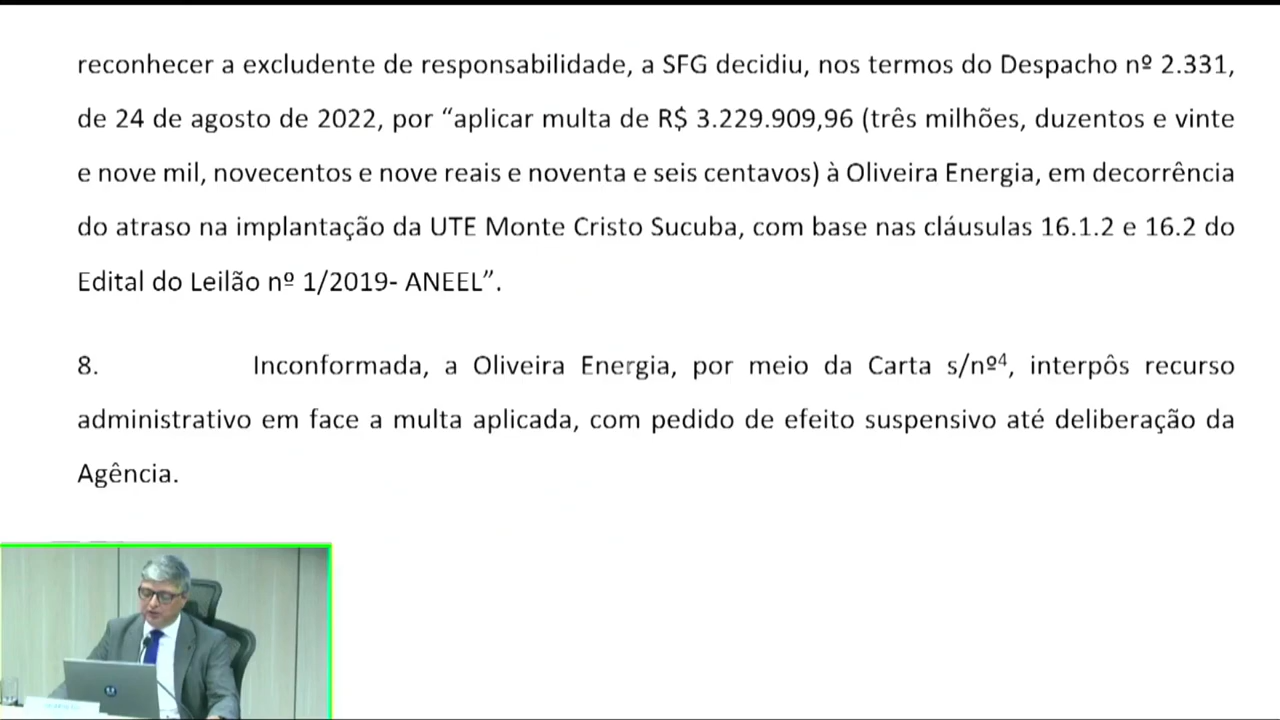 reconhecer a excludente de responsabilidade, a SFG decidiu, nos termos do Despacho nº 2.331,
de 24 de agosto de 2022, por “aplicar multa de R$ 3.229.909,96 (três milhões, duzentos e vinte
e nove mil, novecentos e nove reais e noventa e seis centavos) à Oliveira Energia, em decorrência
do atraso na implantação da UTE Monte Cristo Sucuba, com base nas cláusulas 16.1.2 e 16.2 do
Edital do Leilão nº 1/2019- ANEEL”.
8. Inconformada, a Oliveira Energia, por meio da Carta s/nº⁴, interpôs recurso
administrativo em face a multa aplicada, com pedido de efeito suspensivo até deliberação da
Agência.